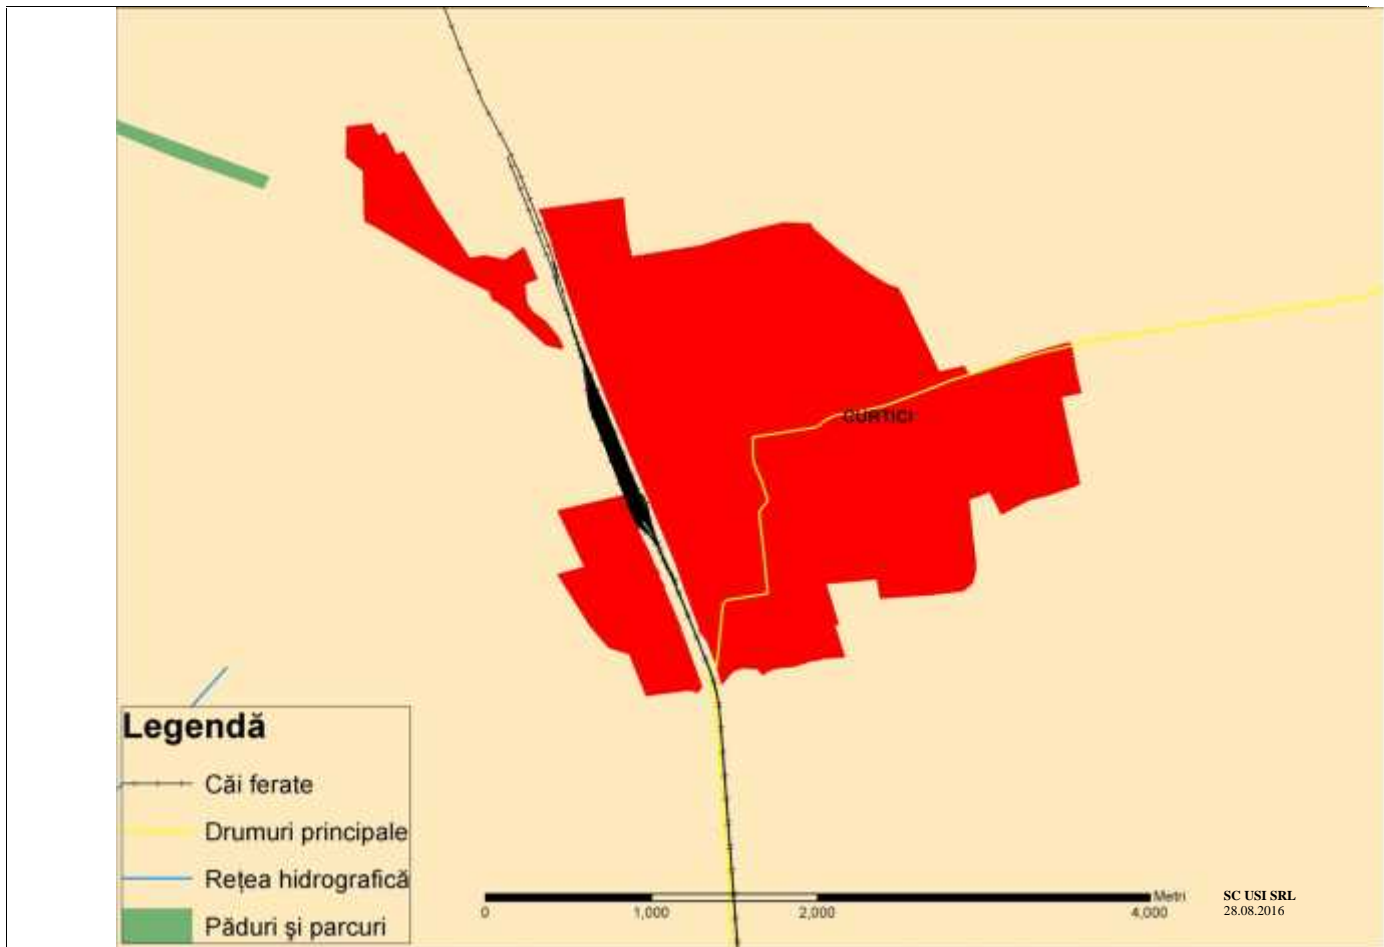 CURTICI
Legendă
Căi ferate
Drumuri principale
Rețea hidrografică
Păduri şi parcuri
0 1,000 2,000 4,000 Metri
SC USI SRL
28.08.2016